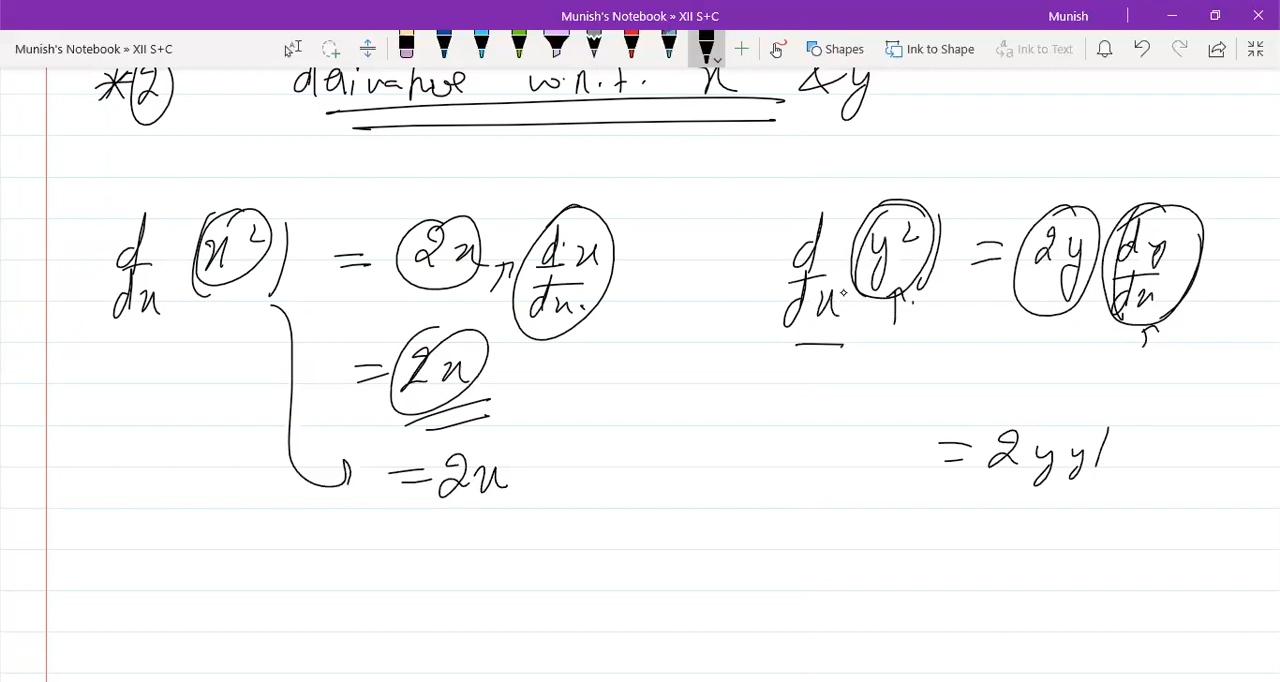 Munish's Notebook » XII S+C
Munish
Munish's Notebook » XII S+C
Shapes
Ink to Shape
Ink to Text
*(2) derivative w.r.t. x & y
d/dx (x²) = 2x · dx/dx
= 2x
= 2x
d/dx (y²) = 2y dy/dx
= 2yy'